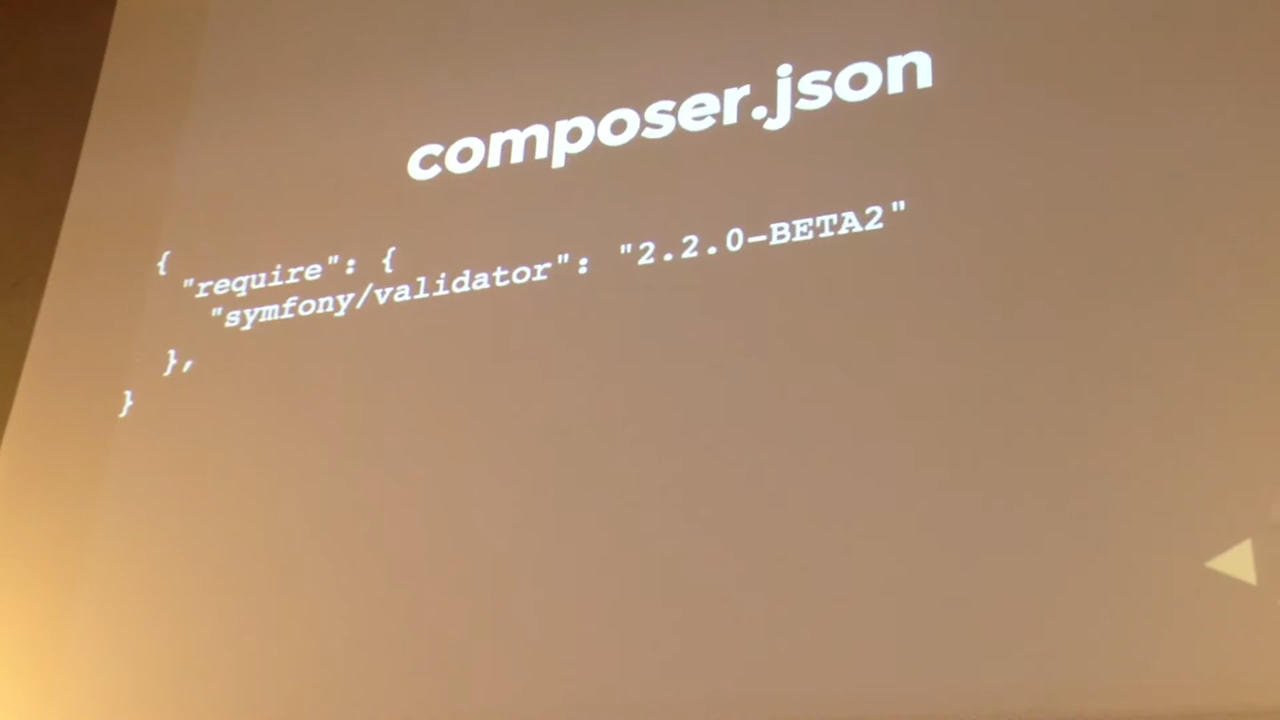 composer.json
{
"require": {
"symfony/validator": "2.2.0-BETA2"
},
}